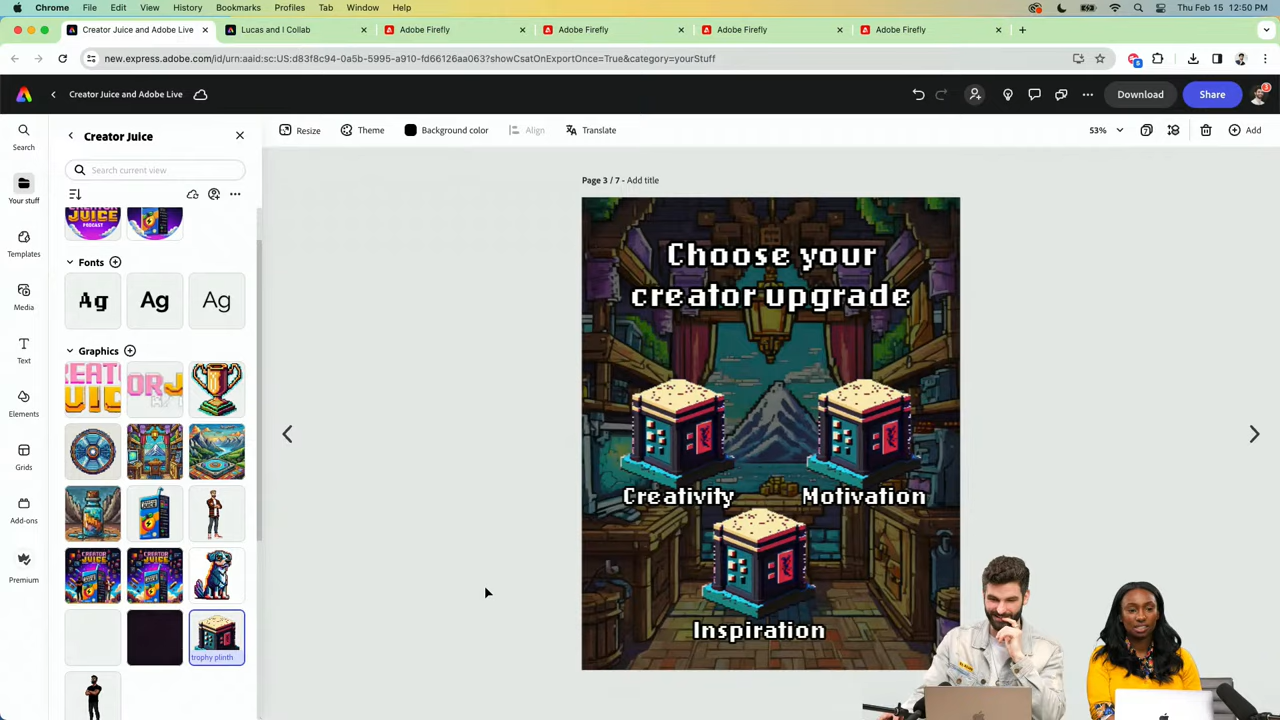 Chrome File Edit View History Bookmarks Profiles Tab Window Help Thu Feb 15 12:50 PM
Creator Juice and Adobe Live Lucas and I Collab Adobe Firefly Adobe Firefly Adobe Firefly Adobe Firefly
new.express.adobe.com/id/urn:aaid:sc:US:d83f8c94-0a5b-5995-a910-fd66126aa063?showCsatOnExportOnce=True&category=yourStuff
Creator Juice and Adobe Live Download Share
Creator Juice
Resize Theme Background color Align Translate 53% Add
Search
Search current view
Your stuff
Templates
Media
Text
Elements
Grids
Add-ons
Premium
JUICE
PODCAST
Fonts
Ag Ag Ag
Graphics
trophy plinth
Page 3 / 7 - Add title
Choose your
creator upgrade
Creativity Motivation
Inspiration